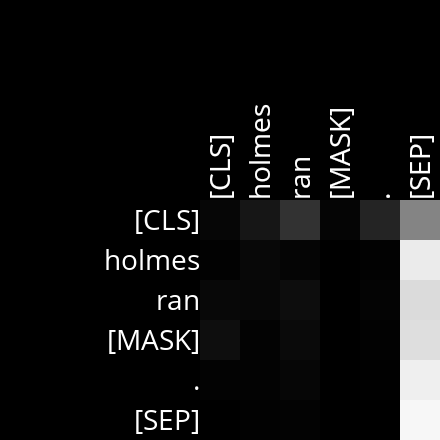 [CLS] holmes ran [MASK] . [SEP]
[CLS]
holmes
ran
[MASK]
.
[SEP]